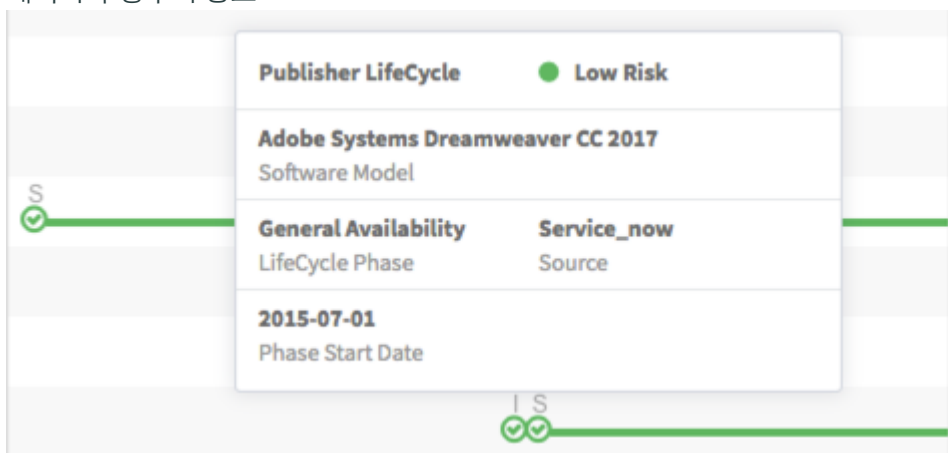 Publisher LifeCycle Low Risk
Adobe Systems Dreamweaver CC 2017
Software Model
S
General Availability Service_now
LifeCycle Phase Source
2015-07-01
Phase Start Date
I S